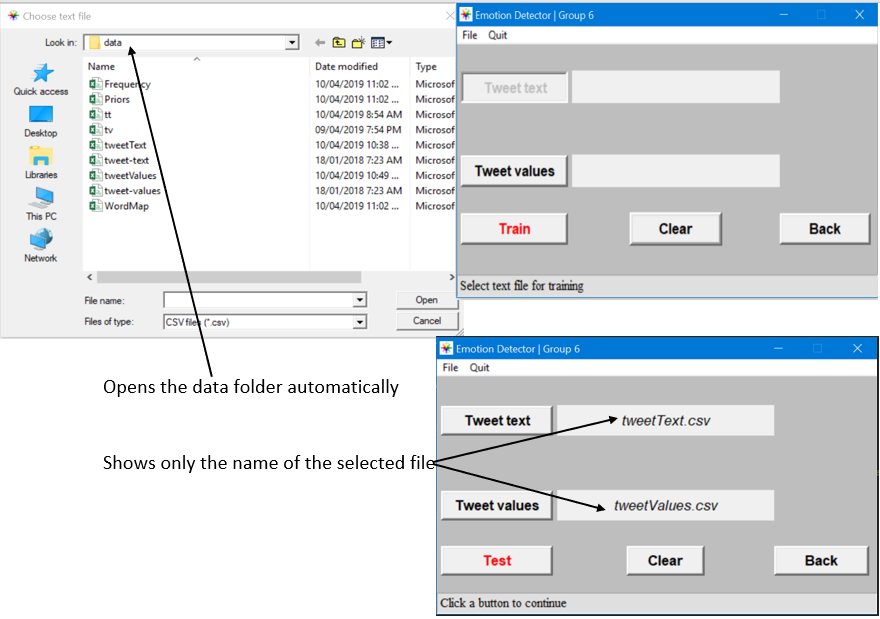 Choose text file
Look in: data
Name Date modified Type
Frequency 10/04/2019 11:02 ... Microsof
Priors 10/04/2019 11:02 ... Microsof
tt 10/04/2019 8:54 AM Microsof
tv 09/04/2019 7:54 PM Microsof
tweetText 10/04/2019 10:38 ... Microsof
tweet-text 18/01/2018 7:23 AM Microsof
tweetValues 10/04/2019 10:49 ... Microsof
tweet-values 18/01/2018 7:23 AM Microsof
WordMap 10/04/2019 11:02 ... Microsof
Quick access
Desktop
Libraries
This PC
Network
File name: Open
Files of type: CSV files (*.csv) Cancel
Emotion Detector | Group 6
File Quit
Tweet text
Tweet values
Train Clear Back
Select text file for training
Opens the data folder automatically
Shows only the name of the selected file
Emotion Detector | Group 6
File Quit
Tweet text tweetText.csv
Tweet values tweetValues.csv
Test Clear Back
Click a button to continue